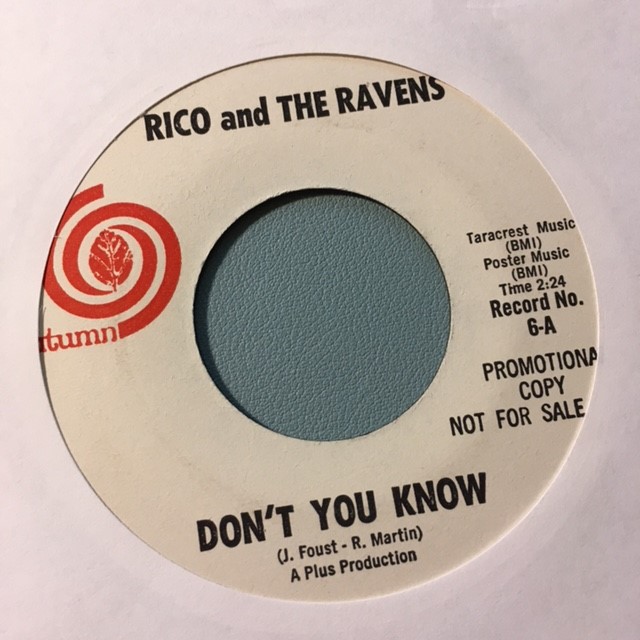 RICO and THE RAVENS
Taracrest Music
(BMI)
Poster Music
(BMI)
Time 2:24
Record No.
6-A
tumn
PROMOTIONA
COPY
NOT FOR SALE
DON'T YOU KNOW
(J. Foust - R. Martin)
A Plus Production